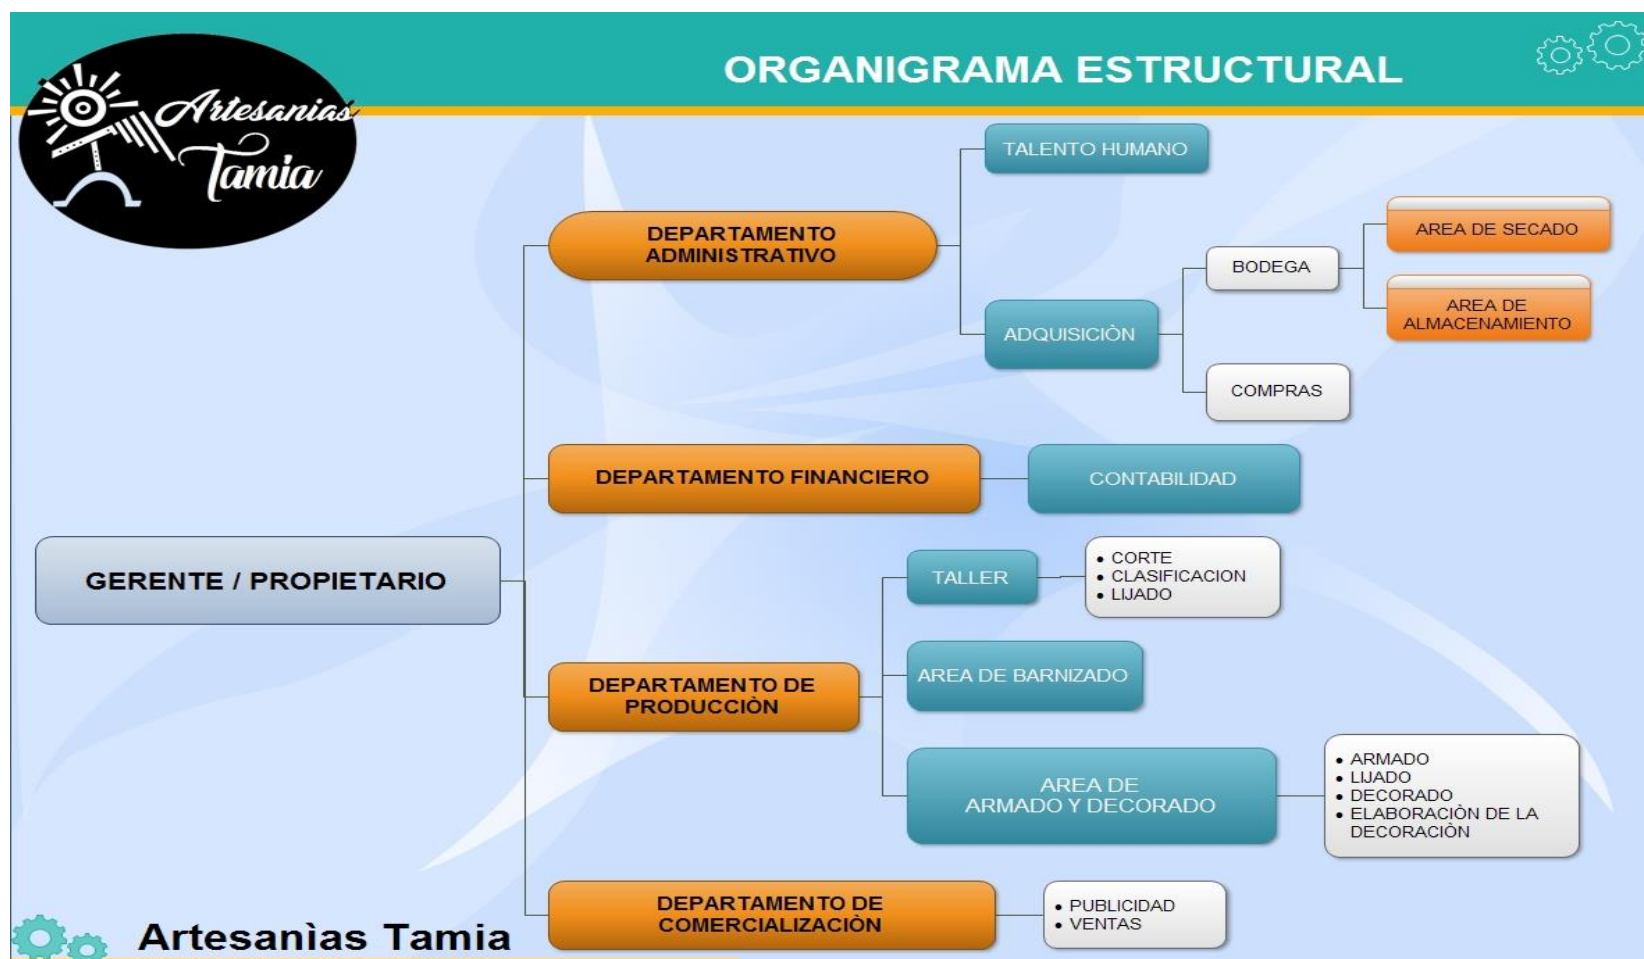 ORGANIGRAMA ESTRUCTURAL
Artesanias
Tamia
TALENTO HUMANO
DEPARTAMENTO
ADMINISTRATIVO
AREA DE SECADO
BODEGA
AREA DE
ALMACENAMIENTO
ADQUISICIÒN
COMPRAS
DEPARTAMENTO FINANCIERO
CONTABILIDAD
GERENTE / PROPIETARIO
TALLER
• CORTE
• CLASIFICACION
• LIJADO
DEPARTAMENTO DE
PRODUCCIÒN
AREA DE BARNIZADO
AREA DE
ARMADO Y DECORADO
• ARMADO
• LIJADO
• DECORADO
• ELABORACIÒN DE LA
DECORACIÒN
DEPARTAMENTO DE
COMERCIALIZACIÒN
• PUBLICIDAD
• VENTAS
Artesanìas Tamia